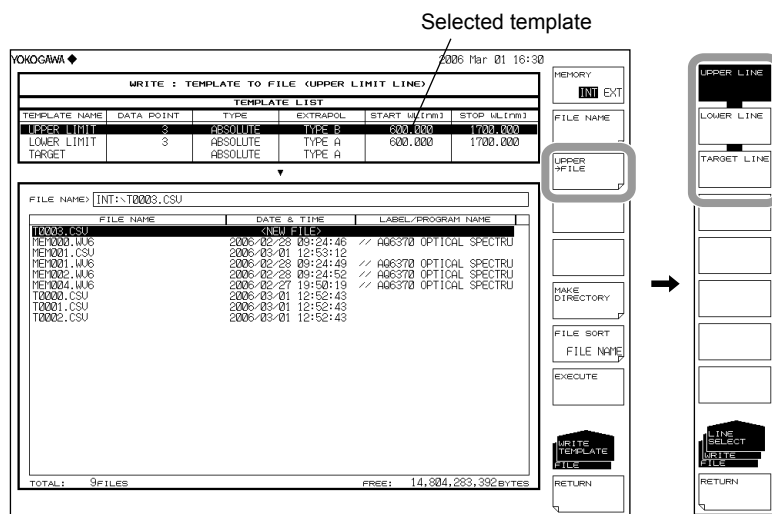 Selected template
YOKOGAWA 2006 Mar 01 16:30
WRITE : TEMPLATE TO FILE (UPPER LIMIT LINE)
TEMPLATE LIST
TEMPLATE NAME DATA POINT TYPE EXTRAPOL START WL[nm] STOP WL[nm]
UPPER LIMIT 3 ABSOLUTE TYPE B 600.000 1700.000
LOWER LIMIT 3 ABSOLUTE TYPE A 600.000 1700.000
TARGET ABSOLUTE TYPE A
FILE NAME> INT:\T0003.CSV
FILE NAME DATE & TIME LABEL/PROGRAM NAME
T0003.CSV <NEW FILE>
MEM000.WV6 2006/02/28 09:24:46 // AQ6370 OPTICAL SPECTRU
MEM001.CSV 2006/03/01 12:53:12
MEM001.WV6 2006/02/28 09:24:49 // AQ6370 OPTICAL SPECTRU
MEM002.WV6 2006/02/28 09:24:52 // AQ6370 OPTICAL SPECTRU
MEM004.WV6 2006/02/27 19:50:19 // AQ6370 OPTICAL SPECTRU
T0000.CSV 2006/03/01 12:52:43
T0001.CSV 2006/03/01 12:52:43
T0002.CSV 2006/03/01 12:52:43
TOTAL: 9FILES FREE: 14,804,283,392BYTES
MEMORY
INT EXT
FILE NAME
UPPER
→FILE
MAKE
DIRECTORY
FILE SORT
FILE NAME
EXECUTE
WRITE
TEMPLATE
FILE
RETURN
UPPER LINE
LOWER LINE
TARGET LINE
LINE
SELECT
WRITE
FILE
RETURN